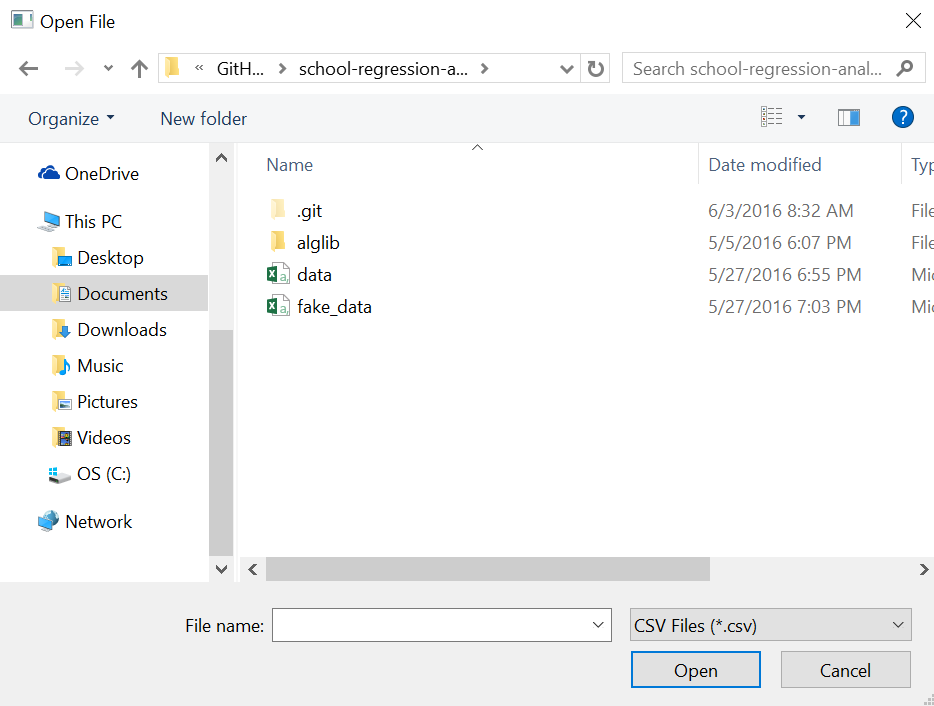 Open File
« GitH... > school-regression-a... >
Search school-regression-anal...
Organize
New folder
?
OneDrive
This PC
Desktop
Documents
Downloads
Music
Pictures
Videos
OS (C:)
Network
Name Date modified Typ
.git 6/3/2016 8:32 AM File
alglib 5/5/2016 6:07 PM File
data 5/27/2016 6:55 PM Mic
fake_data 5/27/2016 7:03 PM Mic
File name:
CSV Files (*.csv)
Open
Cancel